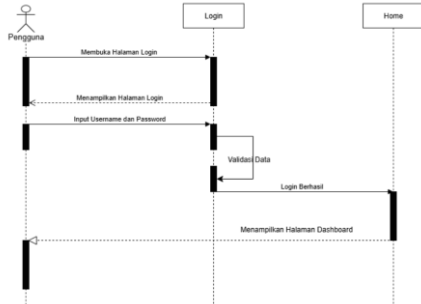 Login
Home
Pengguna
Membuka Halaman Login
Menampilkan Halaman Login
Input Username dan Password
Validasi Data
Login Berhasil
Menampilkan Halaman Dashboard